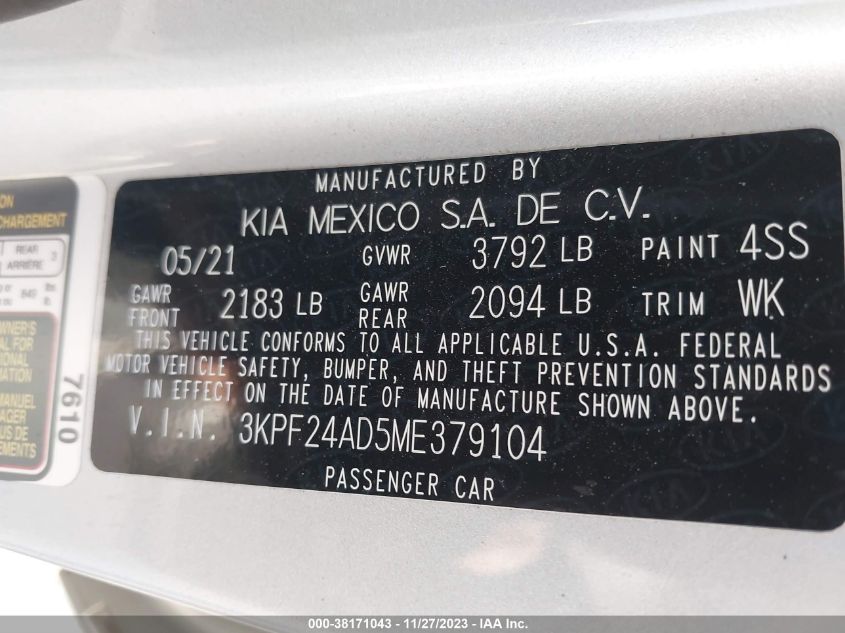 MANUFACTURED BY
KIA MEXICO S.A. DE C.V.
05/21 GVWR 3792 LB PAINT 4SS
GAWR FRONT 2183 LB GAWR REAR 2094 LB TRIM WK
THIS VEHICLE CONFORMS TO ALL APPLICABLE U.S.A. FEDERAL
MOTOR VEHICLE SAFETY, BUMPER, AND THEFT PREVENTION STANDARDS
IN EFFECT ON THE DATE OF MANUFACTURE SHOWN ABOVE.
V.I.N. 3KPF24AD5ME379104
PASSENGER CAR
REAR 3
ARRIÈRE
7610
000-38171043 - 11/27/2023 - IAA Inc.